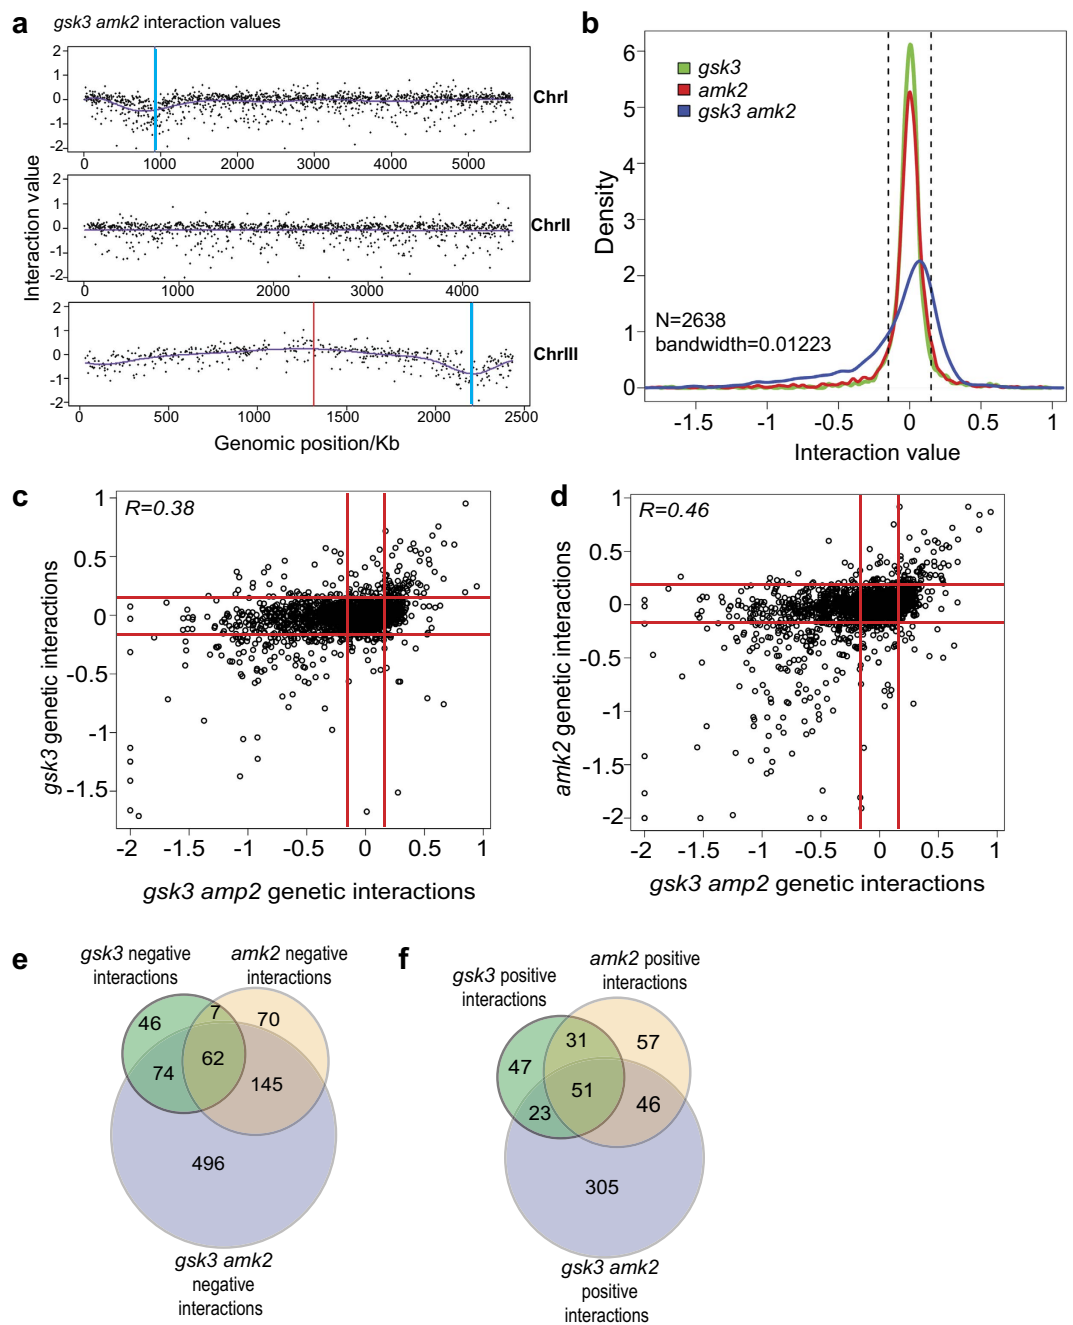 a
gsk3 amk2 interaction values
2
1
0
-1
-2
ChrI
0 1000 2000 3000 4000 5000
2
1
0
-1
-2
ChrII
0 1000 2000 3000 4000
2
1
0
-1
-2
ChrIII
0 500 1000 1500 2000 2500
Interaction value
Genomic position/Kb
b
gsk3
amk2
gsk3 amk2
6
5
4
3
2
1
0
Density
N=2638
bandwidth=0.01223
-1.5 -1 -0.5 0 0.5 1
Interaction value
c
R=0.38
1
0.5
0
-0.5
-1
-1.5
gsk3 genetic interactions
-2 -1.5 -1 -0.5 0 0.5 1
gsk3 amp2 genetic interactions
d
R=0.46
1
0.5
0
-0.5
-1
-1.5
-2
amk2 genetic interactions
-2 -1.5 -1 -0.5 0 0.5 1
gsk3 amp2 genetic interactions
e
gsk3 negative
interactions
amk2 negative
interactions
46
7
70
74
62
145
496
gsk3 amk2
negative
interactions
f
gsk3 positive
interactions
amk2 positive
interactions
47
31
57
23
51
46
305
gsk3 amk2
positive
interactions